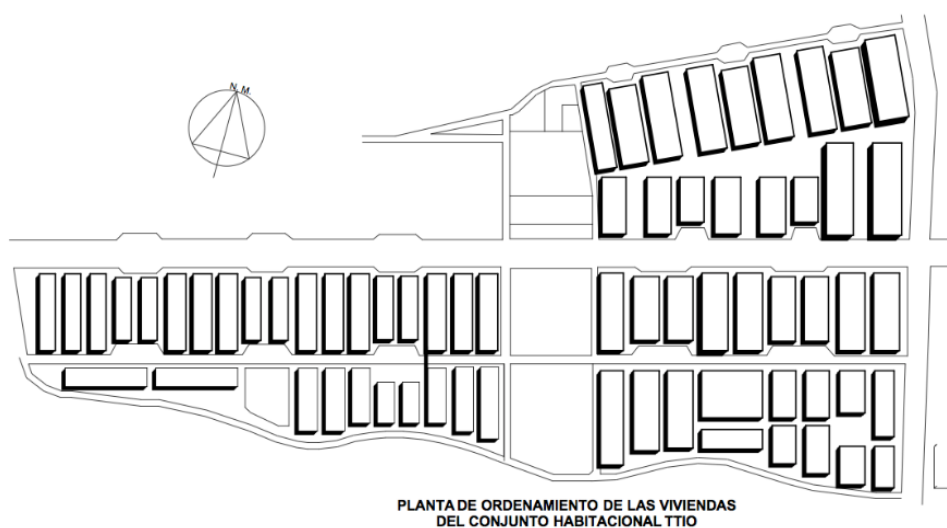 N. M.
PLANTA DE ORDENAMIENTO DE LAS VIVIENDAS
DEL CONJUNTO HABITACIONAL TTIO